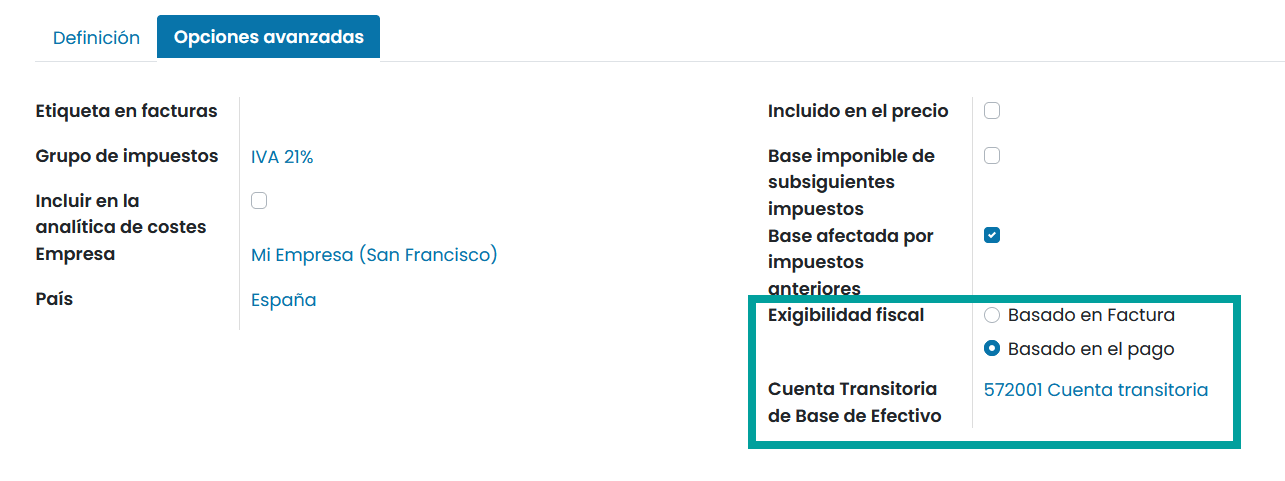 Definición
Opciones avanzadas
Etiqueta en facturas
Grupo de impuestos
IVA 21%
Incluir en la
analítica de costes
Empresa
Mi Empresa (San Francisco)
País
España
Incluido en el precio
Base imponible de
subsiguientes
impuestos
Base afectada por
impuestos
anteriores
Exigibilidad fiscal
Basado en Factura
Basado en el pago
Cuenta Transitoria
de Base de Efectivo
572001 Cuenta transitoria